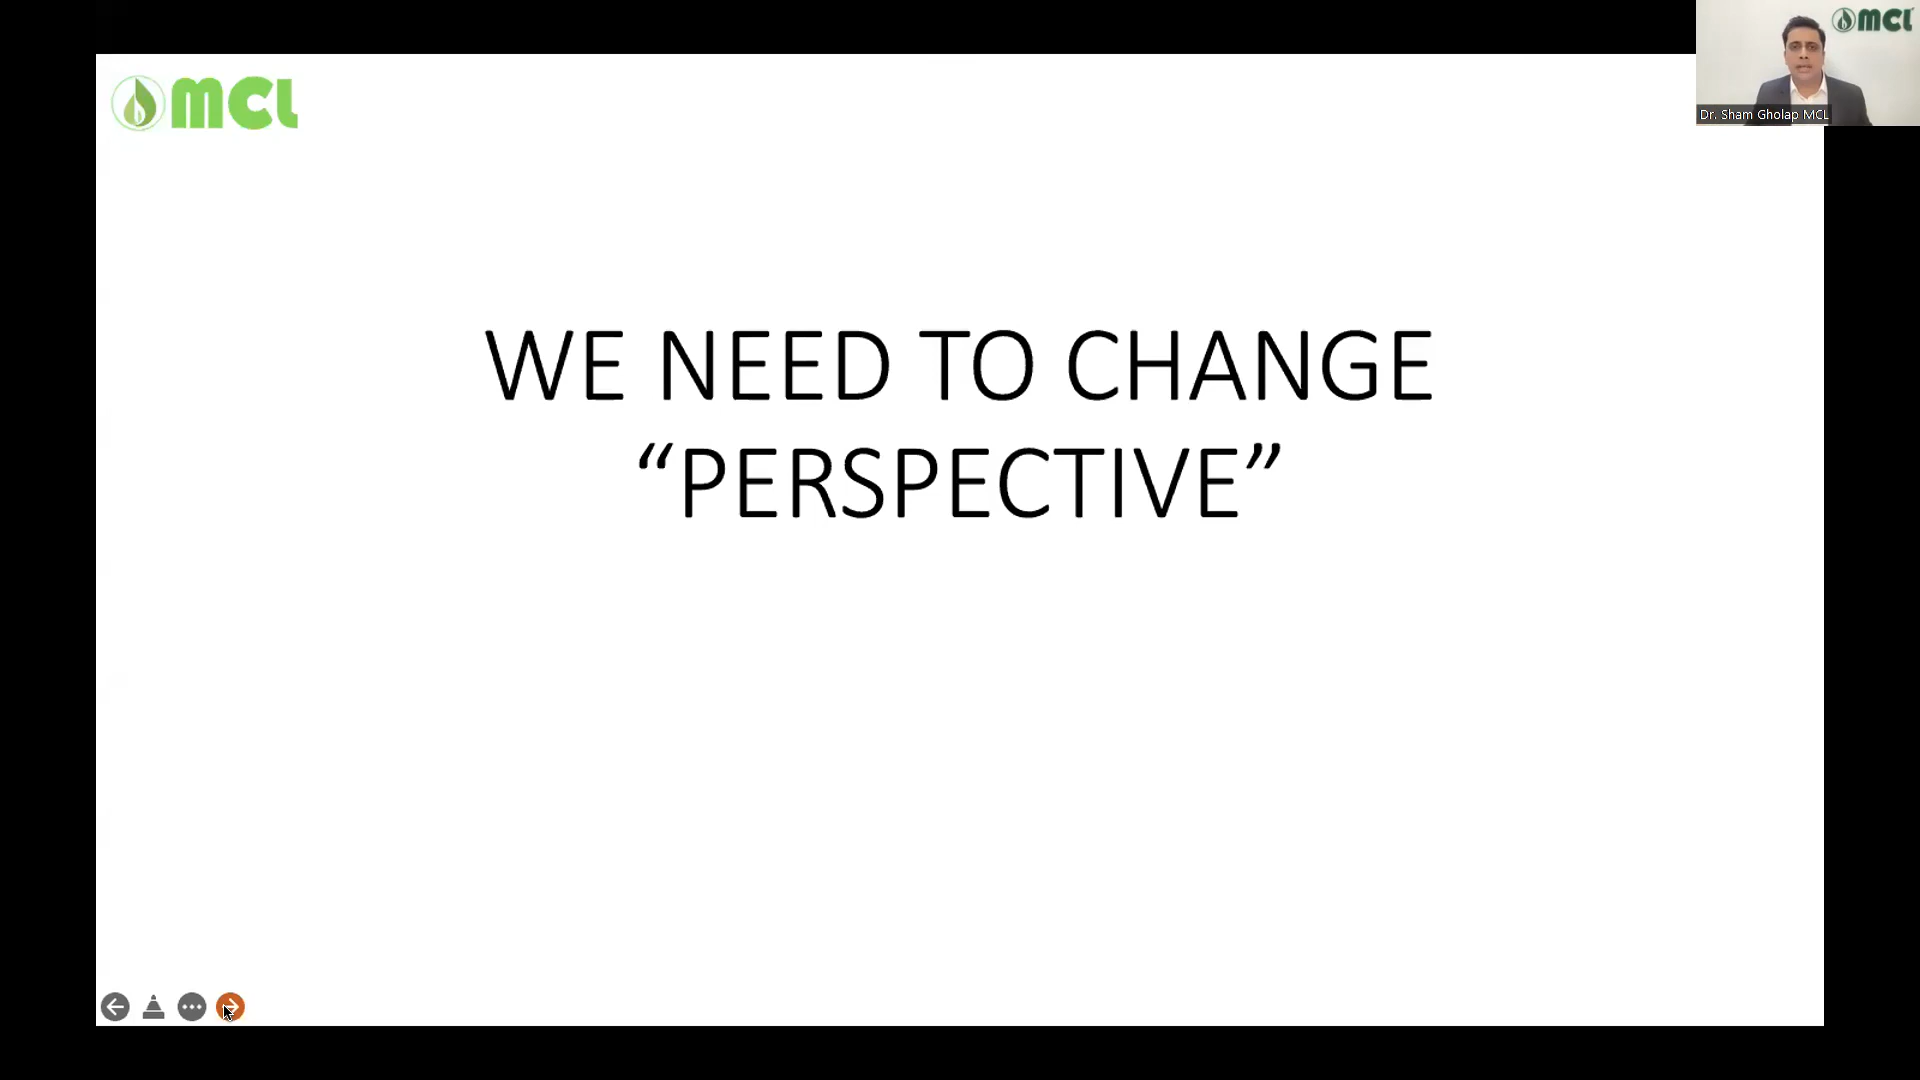 MCL
MCL
Dr. Sham Gholap MCL
WE NEED TO CHANGE
“PERSPECTIVE”